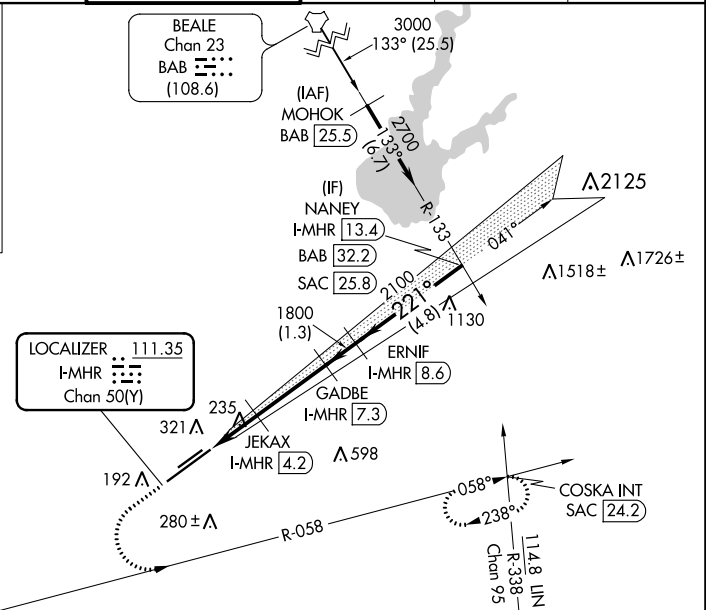 BEALE
Chan 23
BAB
(108.6)
3000
133° (25.5)
(IAF)
MOHOK
BAB 25.5
2700
133°
(6.7)
(IF)
NANEY
I-MHR 13.4
BAB 32.2
SAC 25.8
R-133
041°
2125
1518±
1726±
2100
221°
(4.8)
1130
1800
(1.3)
ERNIF
I-MHR 8.6
GADBE
I-MHR 7.3
LOCALIZER 111.35
I-MHR
Chan 50(Y)
235
321
JEKAX
I-MHR 4.2
598
192
280±
R-058
058°
238°
COSKA INT
SAC 24.2
114.8 LIN
R-338
Chan 95